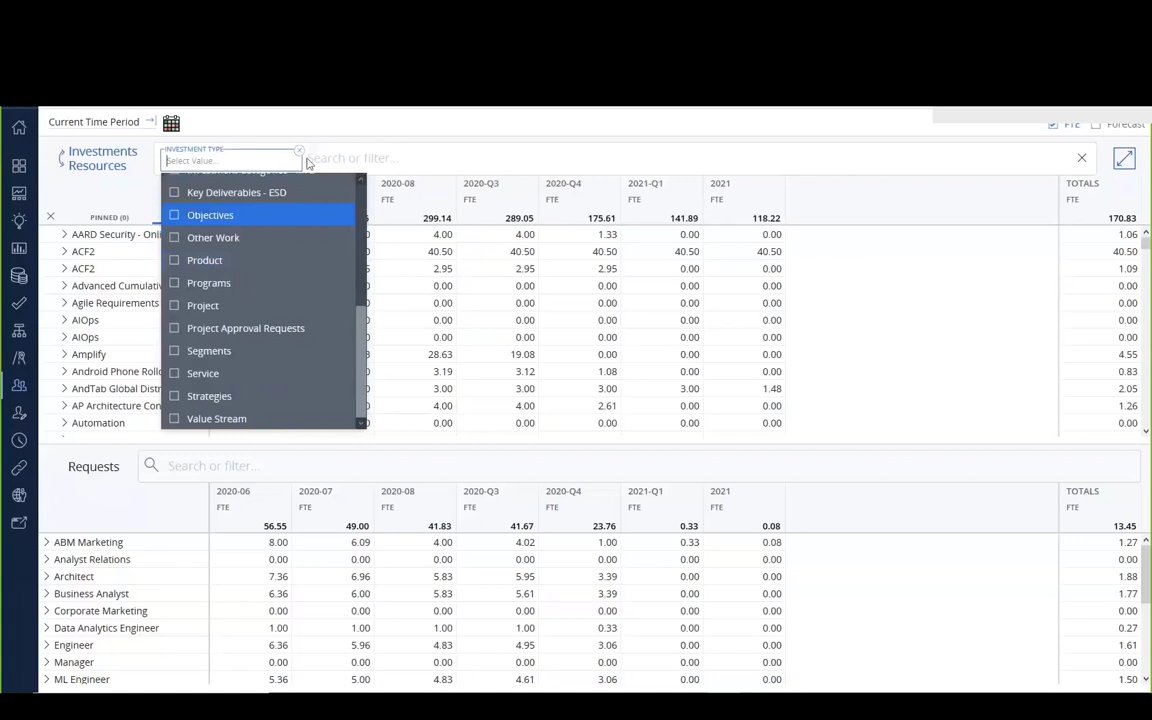 Current Time Period
FTE
Forecast
Investments
Resources
INVESTMENT TYPE
Select Value...
Search or filter...
2020-08 2020-Q3 2020-Q4 2021-Q1 2021 TOTALS
FTE FTE FTE FTE FTE FTE
PINNED (0) 299.14 289.05 175.61 141.89 118.22 170.83
Key Deliverables - ESD
Objectives
Other Work
Product
Programs
Project
Project Approval Requests
Segments
Service
Strategies
Value Stream
AARD Security - Onli 4.00 4.00 1.33 0.00 0.00 1.06
ACF2 40.50 40.50 40.50 40.50 40.50 40.50
ACF2 2.95 2.95 2.95 0.00 0.00 1.09
Advanced Cumulativ 0.00 0.00 0.00 0.00 0.00 0.00
Agile Requirements 0.00 0.00 0.00 0.00 0.00 0.00
AIOps 0.00 0.00 0.00 0.00 0.00 0.00
AIOps 0.00 0.00 0.00 0.00 0.00 0.00
Amplify 28.63 19.08 0.00 0.00 0.00 4.55
Android Phone Rollo 3.19 3.12 1.08 0.00 0.00 0.83
AndTab Global Distr 3.00 3.00 3.00 3.00 1.48 2.05
AP Architecture Con 4.00 4.00 2.61 0.00 0.00 1.26
Automation 0.00 0.00 0.00 0.00 0.00 0.00
Requests
Search or filter...
2020-06 2020-07 2020-08 2020-Q3 2020-Q4 2021-Q1 2021 TOTALS
FTE FTE FTE FTE FTE FTE FTE FTE
56.55 49.00 41.83 41.67 23.76 0.33 0.08 13.45
ABM Marketing 8.00 6.09 4.00 4.02 1.00 0.33 0.08 1.27
Analyst Relations 0.00 0.00 0.00 0.00 0.00 0.00 0.00 0.00
Architect 7.36 6.96 5.83 5.95 3.39 0.00 0.00 1.88
Business Analyst 6.36 6.00 5.83 5.61 3.39 0.00 0.00 1.77
Corporate Marketing 0.00 0.00 0.00 0.00 0.00 0.00 0.00 0.00
Data Analytics Engineer 1.00 1.00 1.00 1.00 0.33 0.00 0.00 0.27
Engineer 6.36 5.96 4.83 4.95 3.06 0.00 0.00 1.61
Manager 0.00 0.00 0.00 0.00 0.00 0.00 0.00 0.00
ML Engineer 5.36 5.00 4.83 4.61 3.06 0.00 0.00 1.50